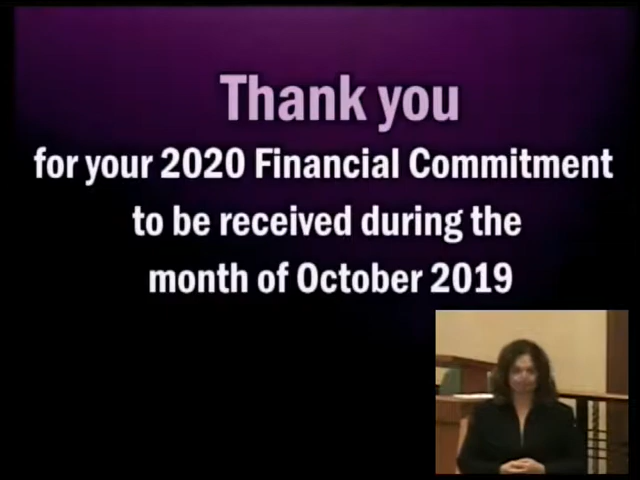 Thank you
for your 2020 Financial Commitment
to be received during the
month of October 2019